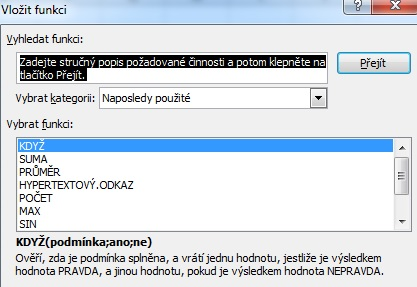 Vložit funkci
Vyhledat funkci:
Zadejte stručný popis požadované činnosti a potom klepněte na
tlačítko Přejít.
Přejít
Vybrat kategorii: Naposledy použité
Vybrat funkci:
KDYŽ
SUMA
PRŮMĚR
HYPERTEXTOVÝ.ODKAZ
POČET
MAX
SIN
KDYŽ(podmínka;ano;ne)
Ověří, zda je podmínka splněna, a vrátí jednu hodnotu, jestliže je výsledkem
hodnota PRAVDA, a jinou hodnotu, pokud je výsledkem hodnota NEPRAVDA.